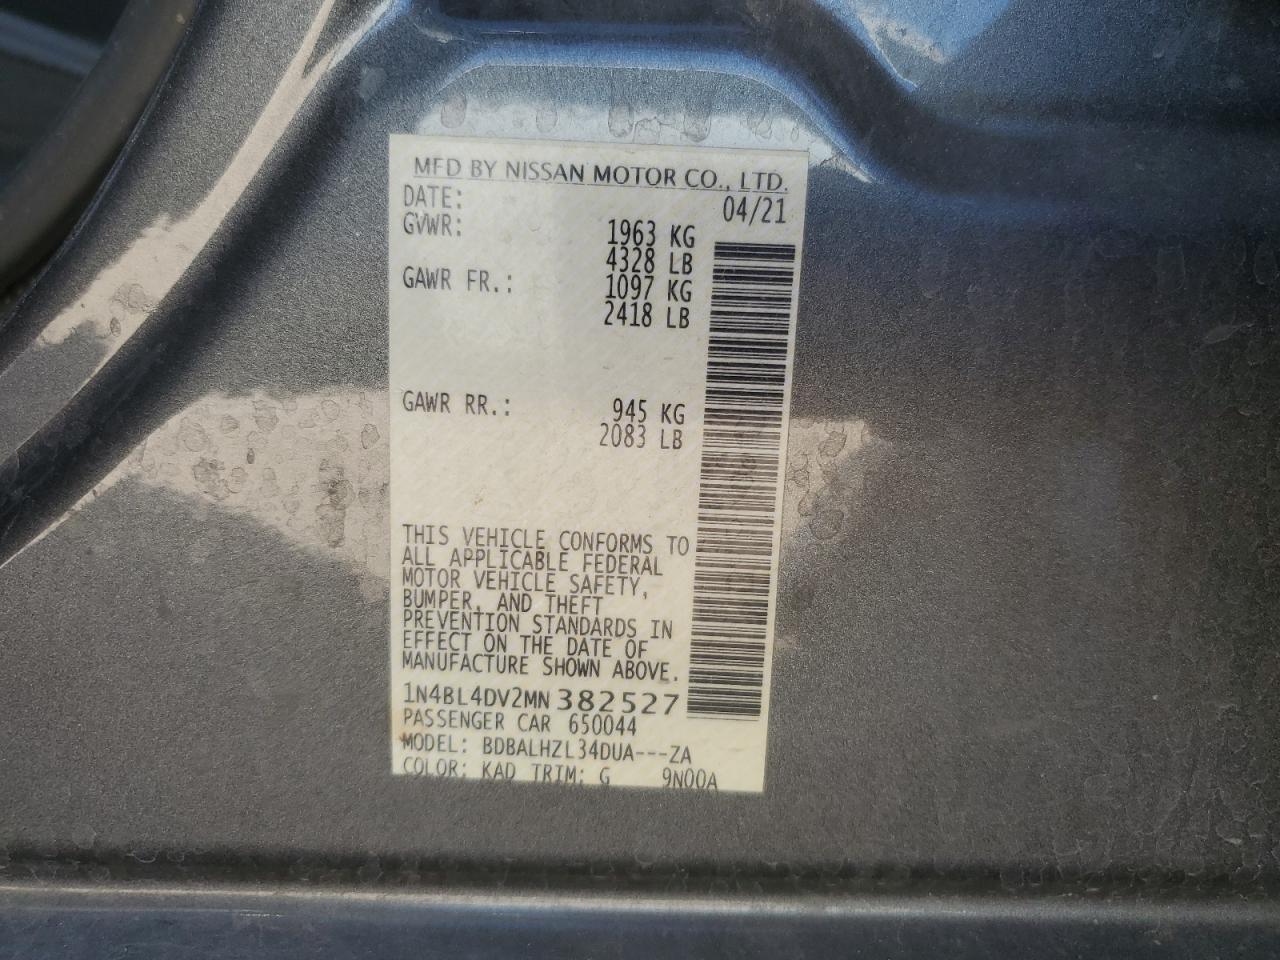 MFD BY NISSAN MOTOR CO., LTD.
DATE: 04/21
GVWR: 1963 KG
4328 LB
GAWR FR.: 1097 KG
2418 LB
GAWR RR.: 945 KG
2083 LB
THIS VEHICLE CONFORMS TO
ALL APPLICABLE FEDERAL
MOTOR VEHICLE SAFETY,
BUMPER, AND THEFT
PREVENTION STANDARDS IN
EFFECT ON THE DATE OF
MANUFACTURE SHOWN ABOVE.
1N4BL4DV2MN382527
PASSENGER CAR 650044
MODEL: BDBALHZL34DUA---ZA
COLOR: KAD TRIM: G 9N00A